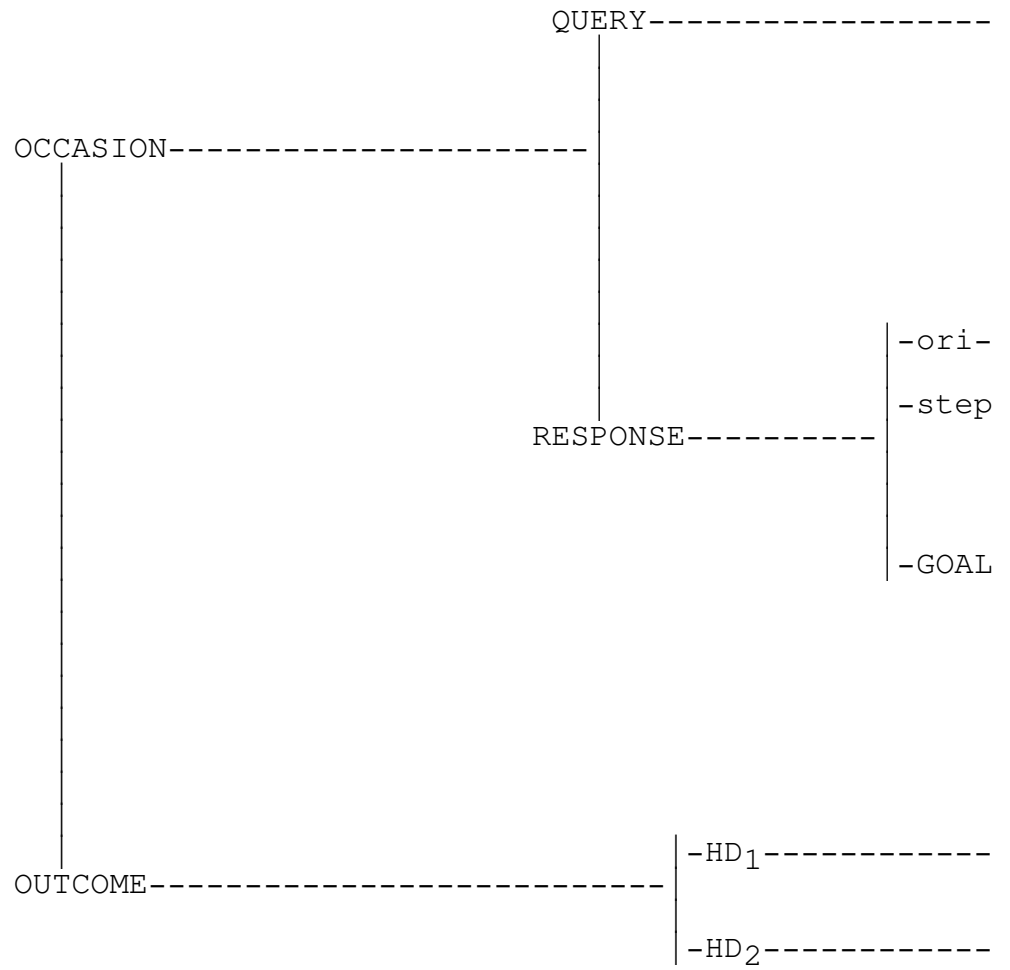 QUERY------------------
OCCASION----------------------
-ori-
-step
RESPONSE----------
-GOAL
-HD1------------
OUTCOME---------------------------
-HD2------------